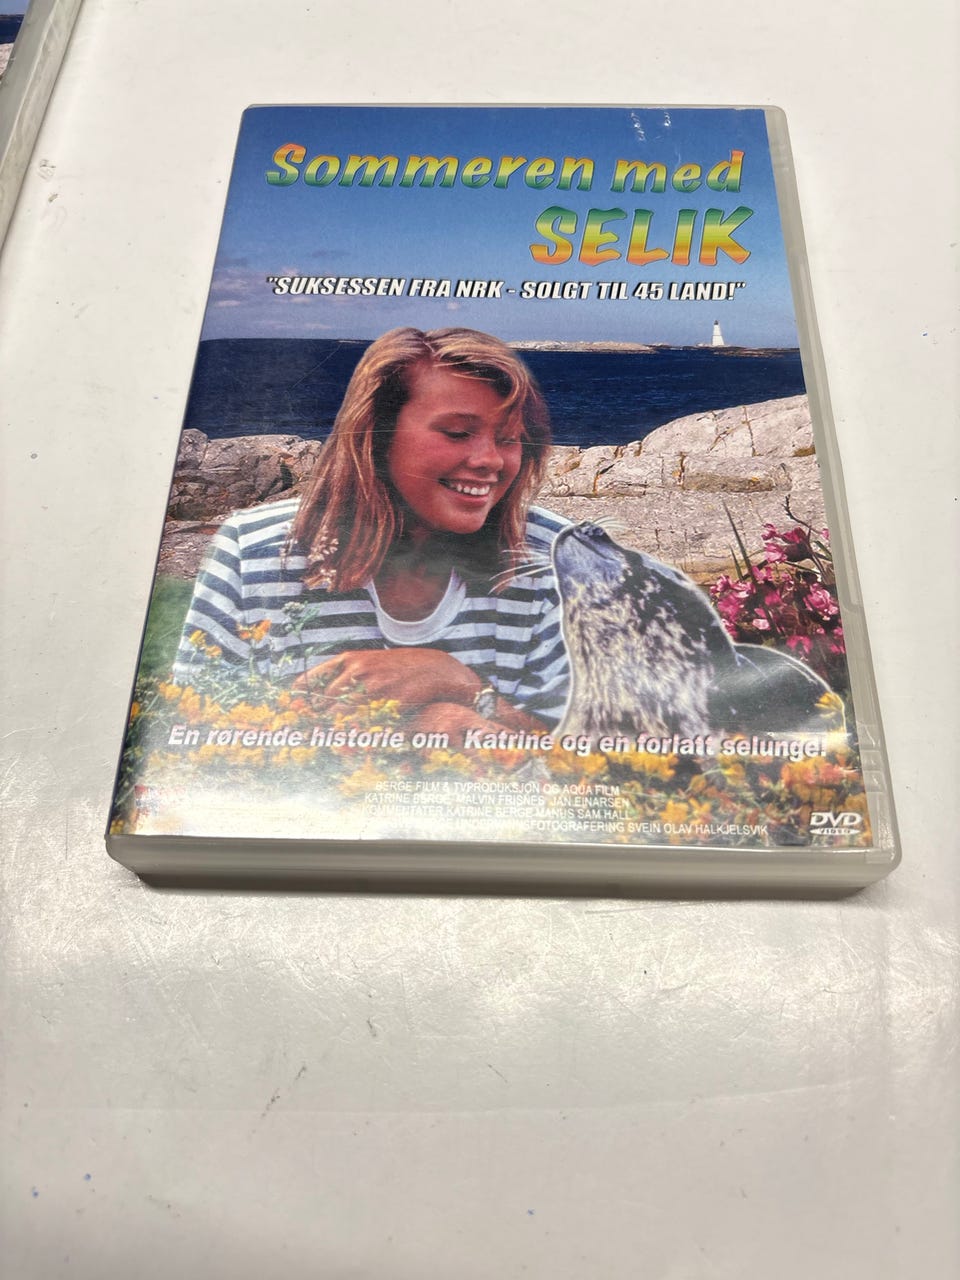 Sommeren med
SELIK
"SUKSESSEN FRA NRK - SOLGT TIL 45 LAND!"
En rørende historie om Katrine og en forlatt selunge!
BERGE FILM & TVPRODUKSJON OG AQUA FILM
KATRINE BERGE, MALVIN FRISNES, JAN EINARSEN
KOMMENTATER KATRINE BERGE MANUS SAM HALL
UNDERVANNSFOTOGRAFERING SVEIN OLAV HALKJELSVIK
DVD
VIDEO